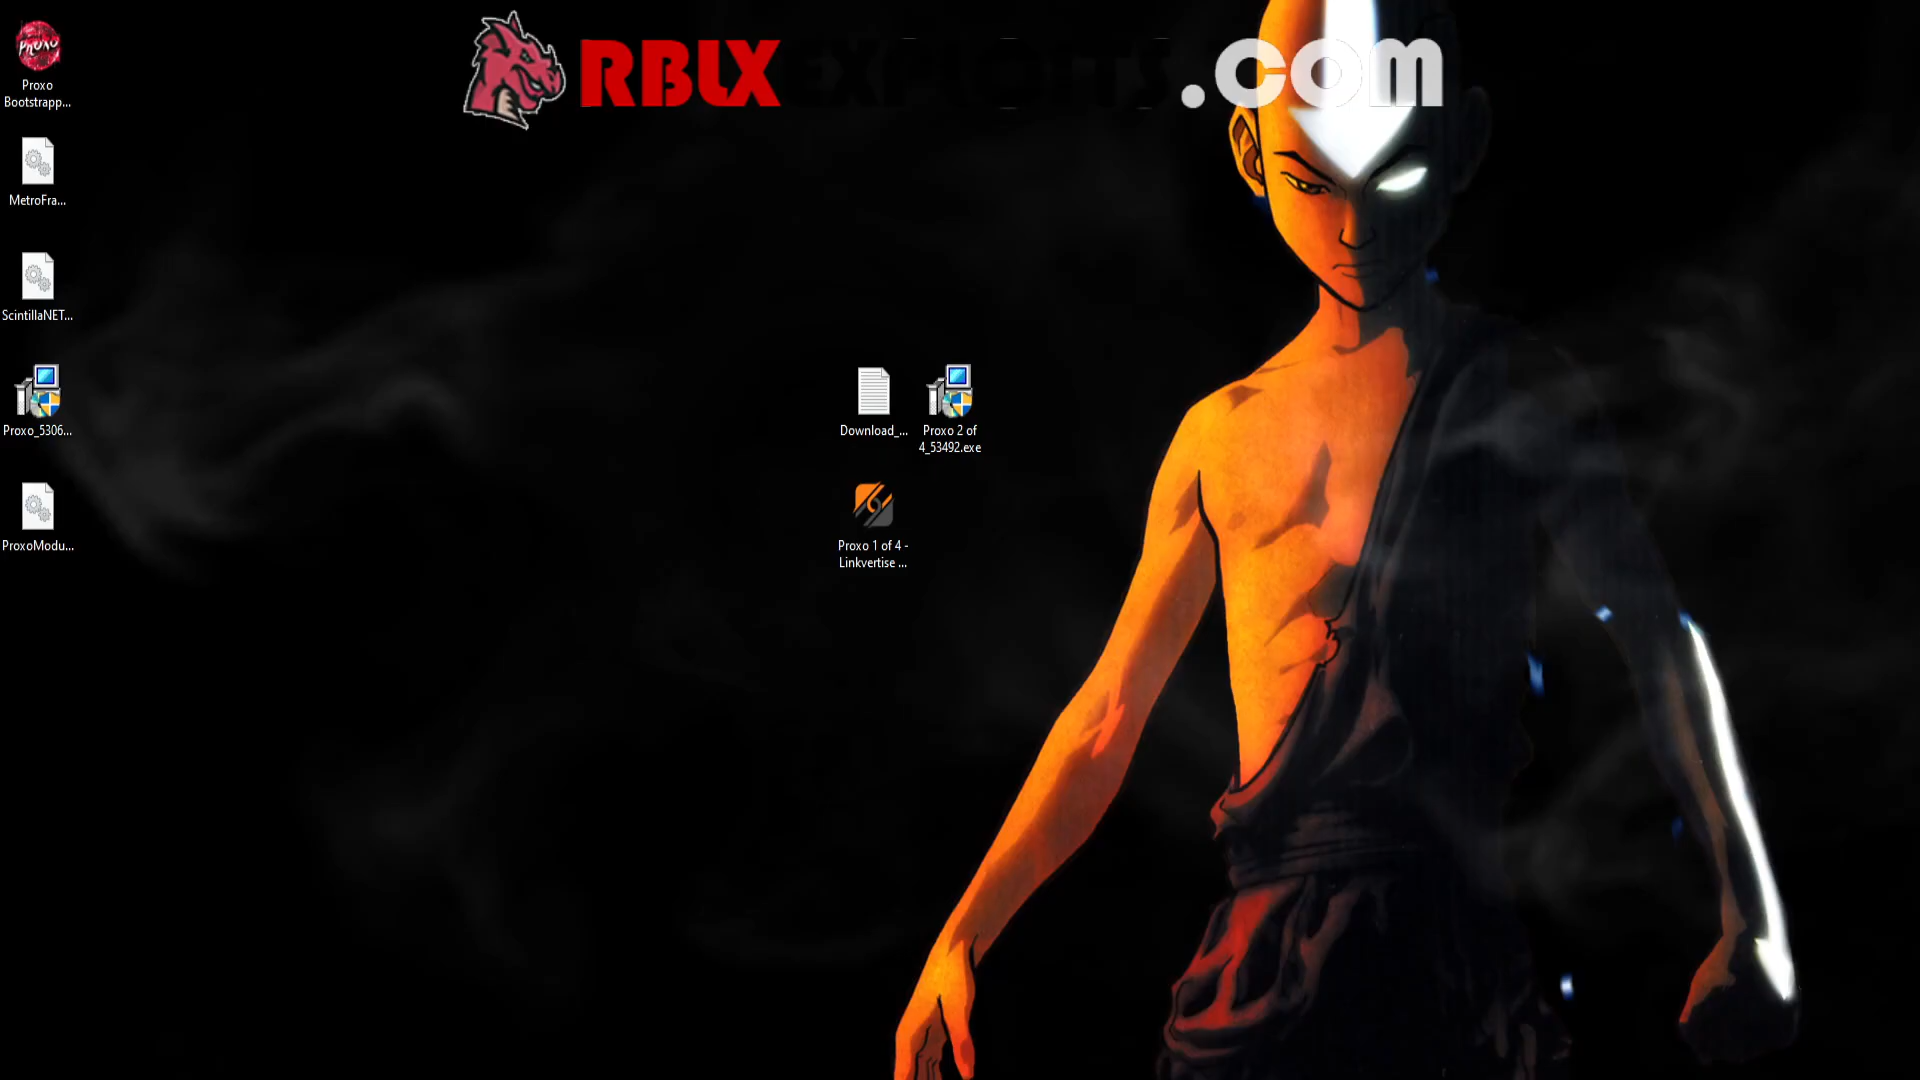 RBLX EXPLOITS.COM
Proxo
Bootstrapp...
MetroFra...
ScintillaNET...
Proxo_5306...
ProxoModu...
Download_...
Proxo 2 of
4_53492.exe
Proxo 1 of 4 -
Linkvertise ...